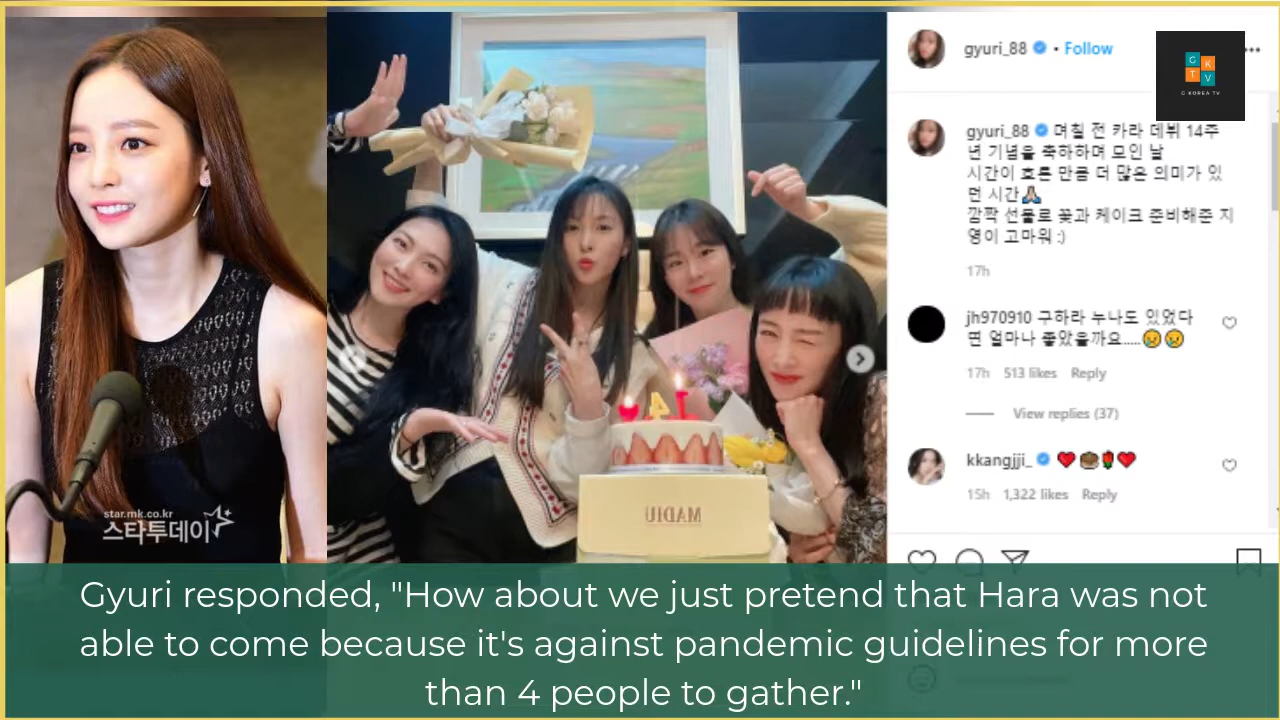 gyuri_88 • Follow
G K
T V
G KOREA TV
gyuri_88 며칠 전 카라 데뷔 14주
년 기념을 축하하며 모인 날
시간이 흐른 만큼 더 많은 의미가 있
던 시간🙏
깜짝 선물로 꽃과 케이크 준비해준 지
영이 고마워 :)
17h
jh970910 구하라 누나도 있었다
면 얼마나 좋았을까요.....😢😢
17h 513 likes Reply
View replies (37)
kkangjji_ ❤️🎂🌹❤️
15h 1,322 likes Reply
14
MADIU
star.mk.co.kr
스타투데이
Gyuri responded, "How about we just pretend that Hara was not
able to come because it's against pandemic guidelines for more
than 4 people to gather."